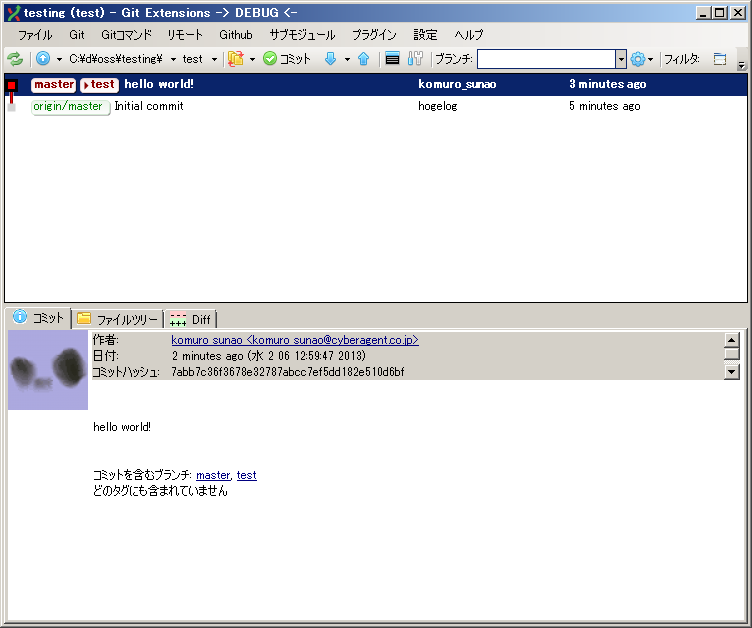 testing (test) - Git Extensions -> DEBUG <-
ファイル Git Gitコマンド リモート Github サブモジュール プラグイン 設定 ヘルプ
C:¥d¥oss¥testing¥ test コミット ブランチ: フィルタ:
master test hello world! komuro_sunao 3 minutes ago
origin/master Initial commit hogelog 5 minutes ago
コミット ファイルツリー Diff
作者: komuro sunao <komuro sunao@cyberagent.co.jp>
日付: 2 minutes ago (水 2 06 12:59:47 2013)
コミットハッシュ: 7abb7c36f3678e32787abcc7ef5dd182e510d6bf
hello world!
コミットを含むブランチ: master, test
どのタグにも含まれていません